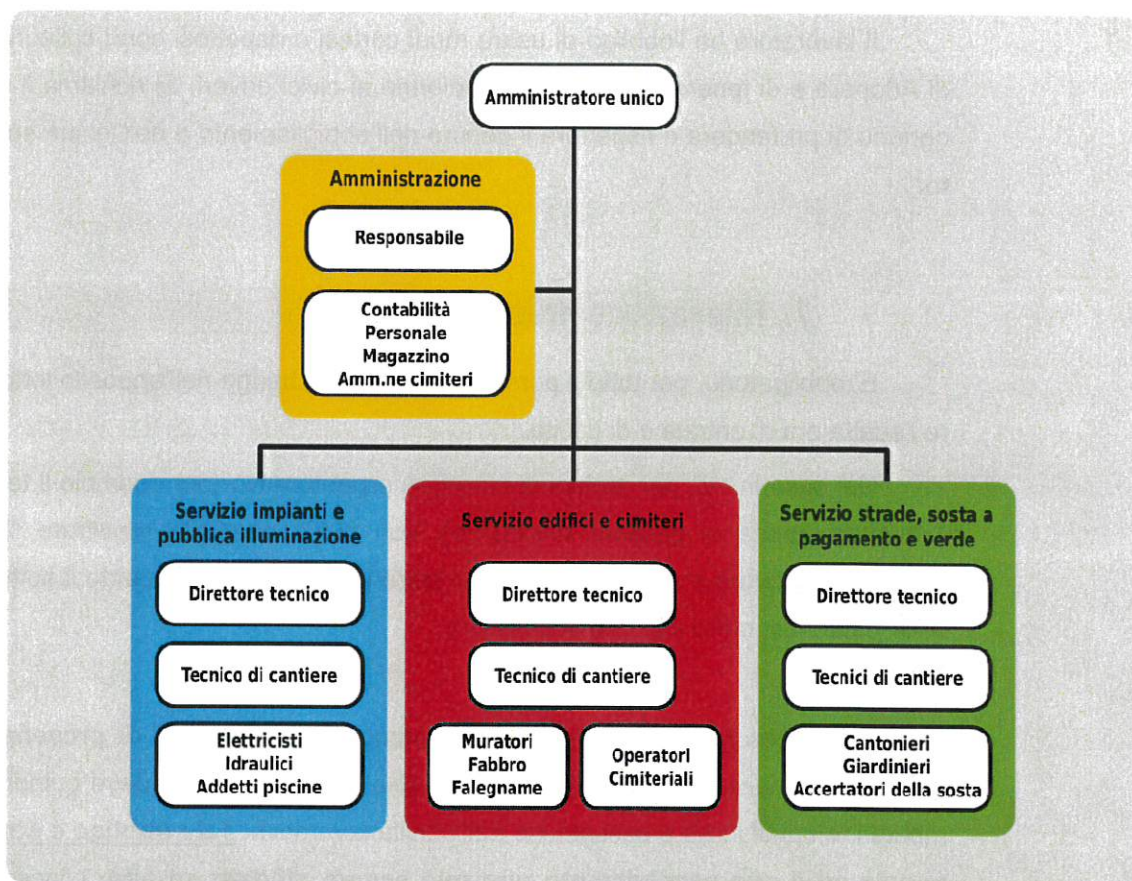 Amministratore unico
Amministrazione
Responsabile
Contabilità
Personale
Magazzino
Amm.ne cimiteri
Servizio impianti e
pubblica illuminazione
Direttore tecnico
Tecnico di cantiere
Elettricisti
Idraulici
Addetti piscine
Servizio edifici e cimiteri
Direttore tecnico
Tecnico di cantiere
Muratori
Fabbro
Falegname
Operatori
Cimiteriali
Servizio strade, sosta a
pagamento e verde
Direttore tecnico
Tecnici di cantiere
Cantonieri
Giardinieri
Accertatori della sosta